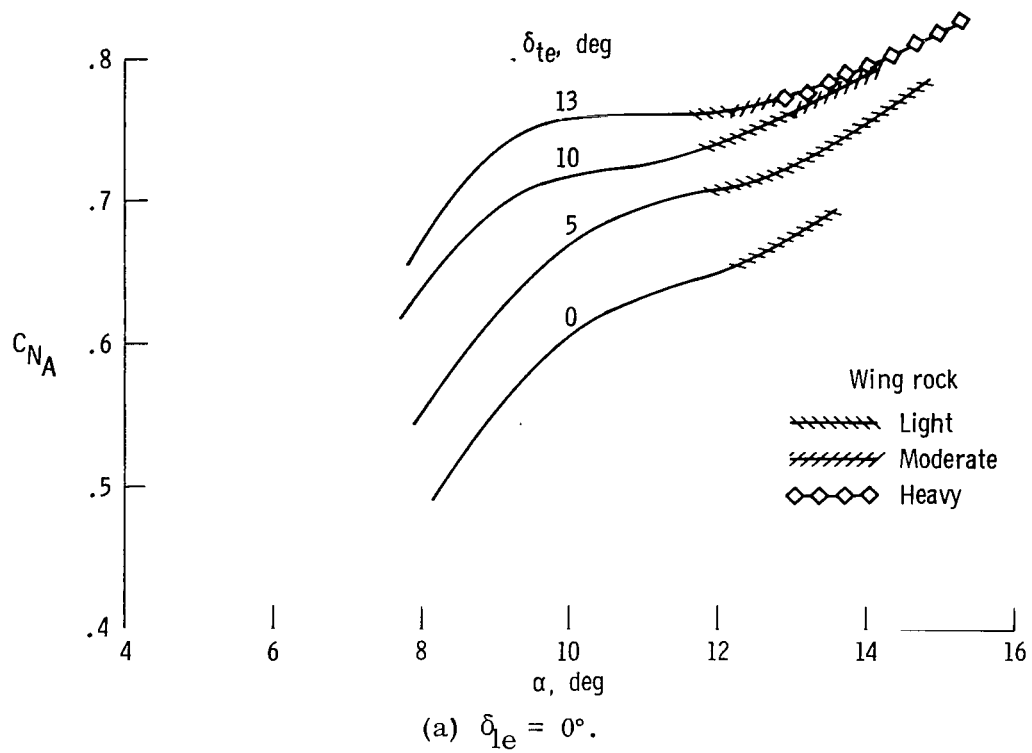 δte, deg
.8
13
10
.7
5
0
CNA
.6
Wing rock
Light
Moderate
.5
Heavy
.4
4 6 8 10 12 14 16
α, deg
(a) δle = 0°.